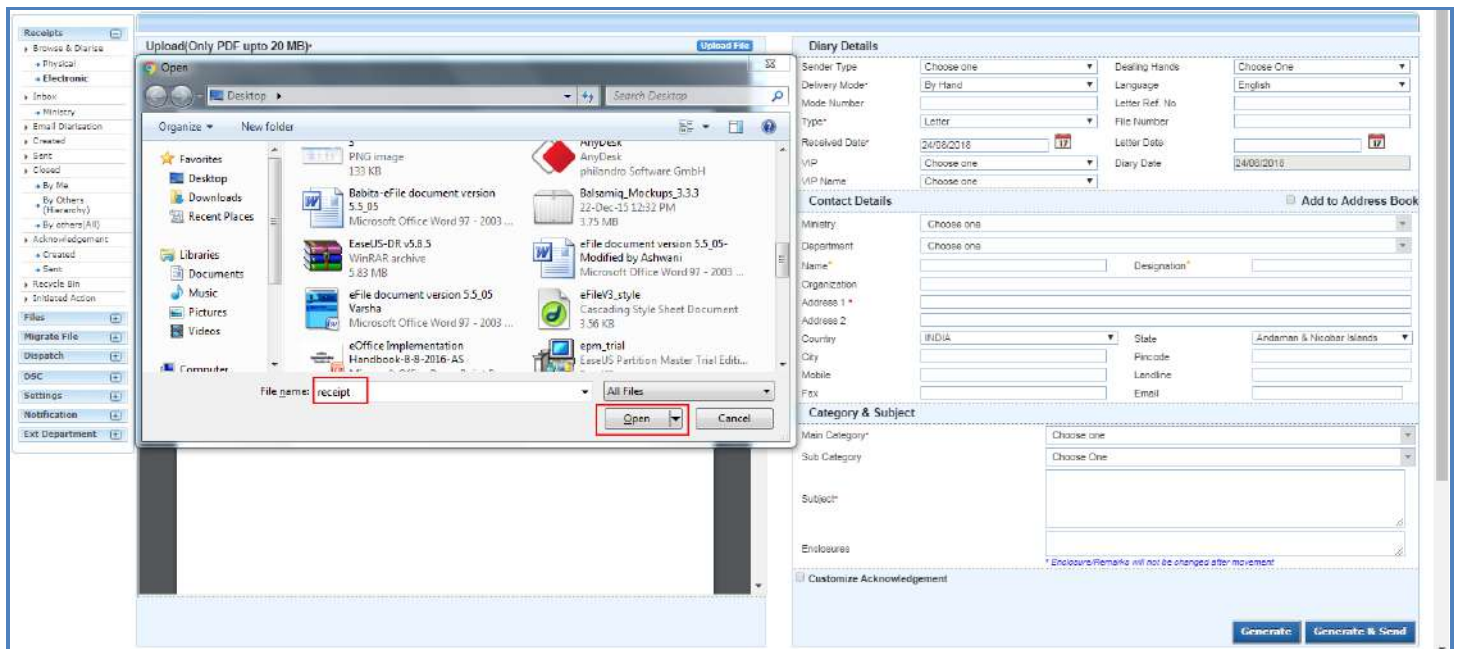 Receipts
Browse & Diarise
Physical
Electronic
Inbox
Ministry
Email Diarisation
Created
Sent
Closed
By Me
By Others
(Hierarchy)
By others(All)
Acknowledgement
Created
Sent
Recycle Bin
Initiated Action
Files
Migrate File
Dispatch
DSC
Settings
Notification
Ext Department
Upload(Only PDF upto 20 MB)*
Upload File
Open
Desktop
Search Desktop
Organize
New folder
Favorites
Desktop
Downloads
Recent Places
Libraries
Documents
Music
Pictures
Videos
Computer
PNG image
133 KB
AnyDesk
AnyDesk
philandro Software GmbH
Babita-eFile document version
5.5_05
Microsoft Office Word 97 - 2003 ...
Balsamiq_Mockups_3.3.3
22-Dec-15 12:32 PM
3.75 MB
EaseUS-DR v5.8.5
WinRAR archive
5.83 MB
eFile document version 5.5_05-
Modified by Ashwani
Microsoft Office Word 97 - 2003 ...
eFile document version 5.5_05
Varsha
Microsoft Office Word 97 - 2003 ...
eFileV3_style
Cascading Style Sheet Document
3.56 KB
eOffice Implementation
Handbook-8-8-2016-AS
epm_trial
EaseUS Partition Master Trial Editi...
File name: receipt
All Files
Open
Cancel
Diary Details
Sender Type Choose one Dealing Hands Choose One
Delivery Mode* By Hand Language English
Mode Number Letter Ref. No
Type* Letter File Number
Received Date* 24/08/2016 17 Letter Date 17
VIP Choose one Diary Date 24/08/2016
VIP Name Choose one
Contact Details Add to Address Book
Ministry Choose one
Department Choose one
Name* Designation*
Organization
Address 1 *
Address 2
Country INDIA State Andaman & Nicobar Islands
City Pincode
Mobile Landline
Fax Email
Category & Subject
Main Category* Choose one
Sub Category Choose One
Subject*
Enclosures
* Enclosure/Remarks will not be changed after movement
Customize Acknowledgement
Generate Generate & Send